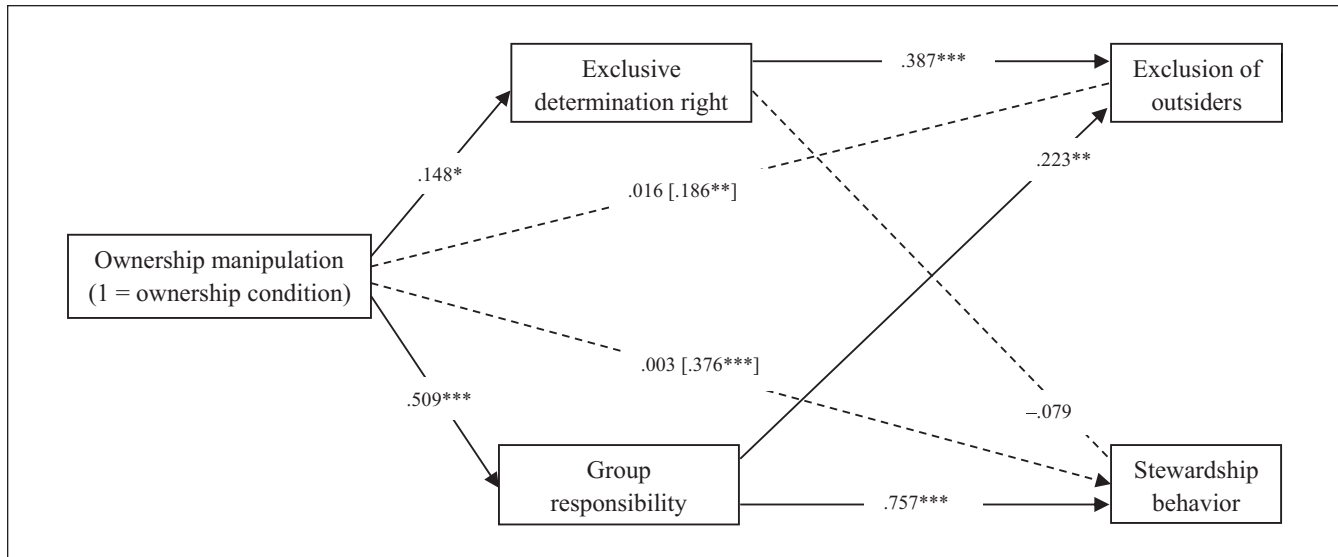 Exclusive
determination right
.387***
Exclusion of
outsiders
.148*
.016 [.186**]
.223**
Ownership manipulation
(1 = ownership condition)
.003 [.376***]
.509***
–.079
Group
responsibility
.757***
Stewardship
behavior